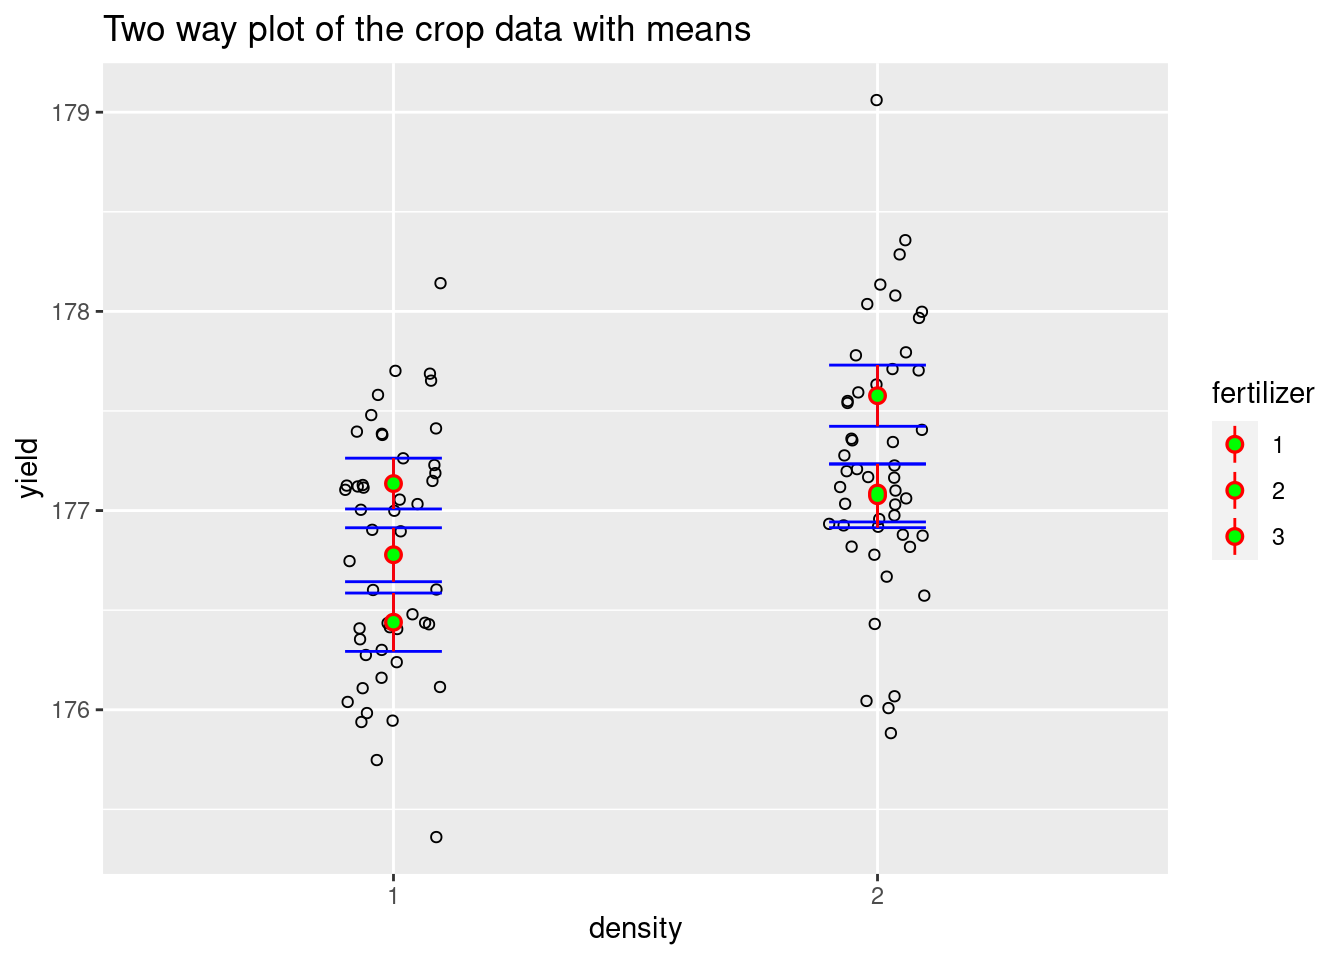 Two way plot of the crop data with means
179
178
177
176
yield
1
2
density
fertilizer
1
2
3